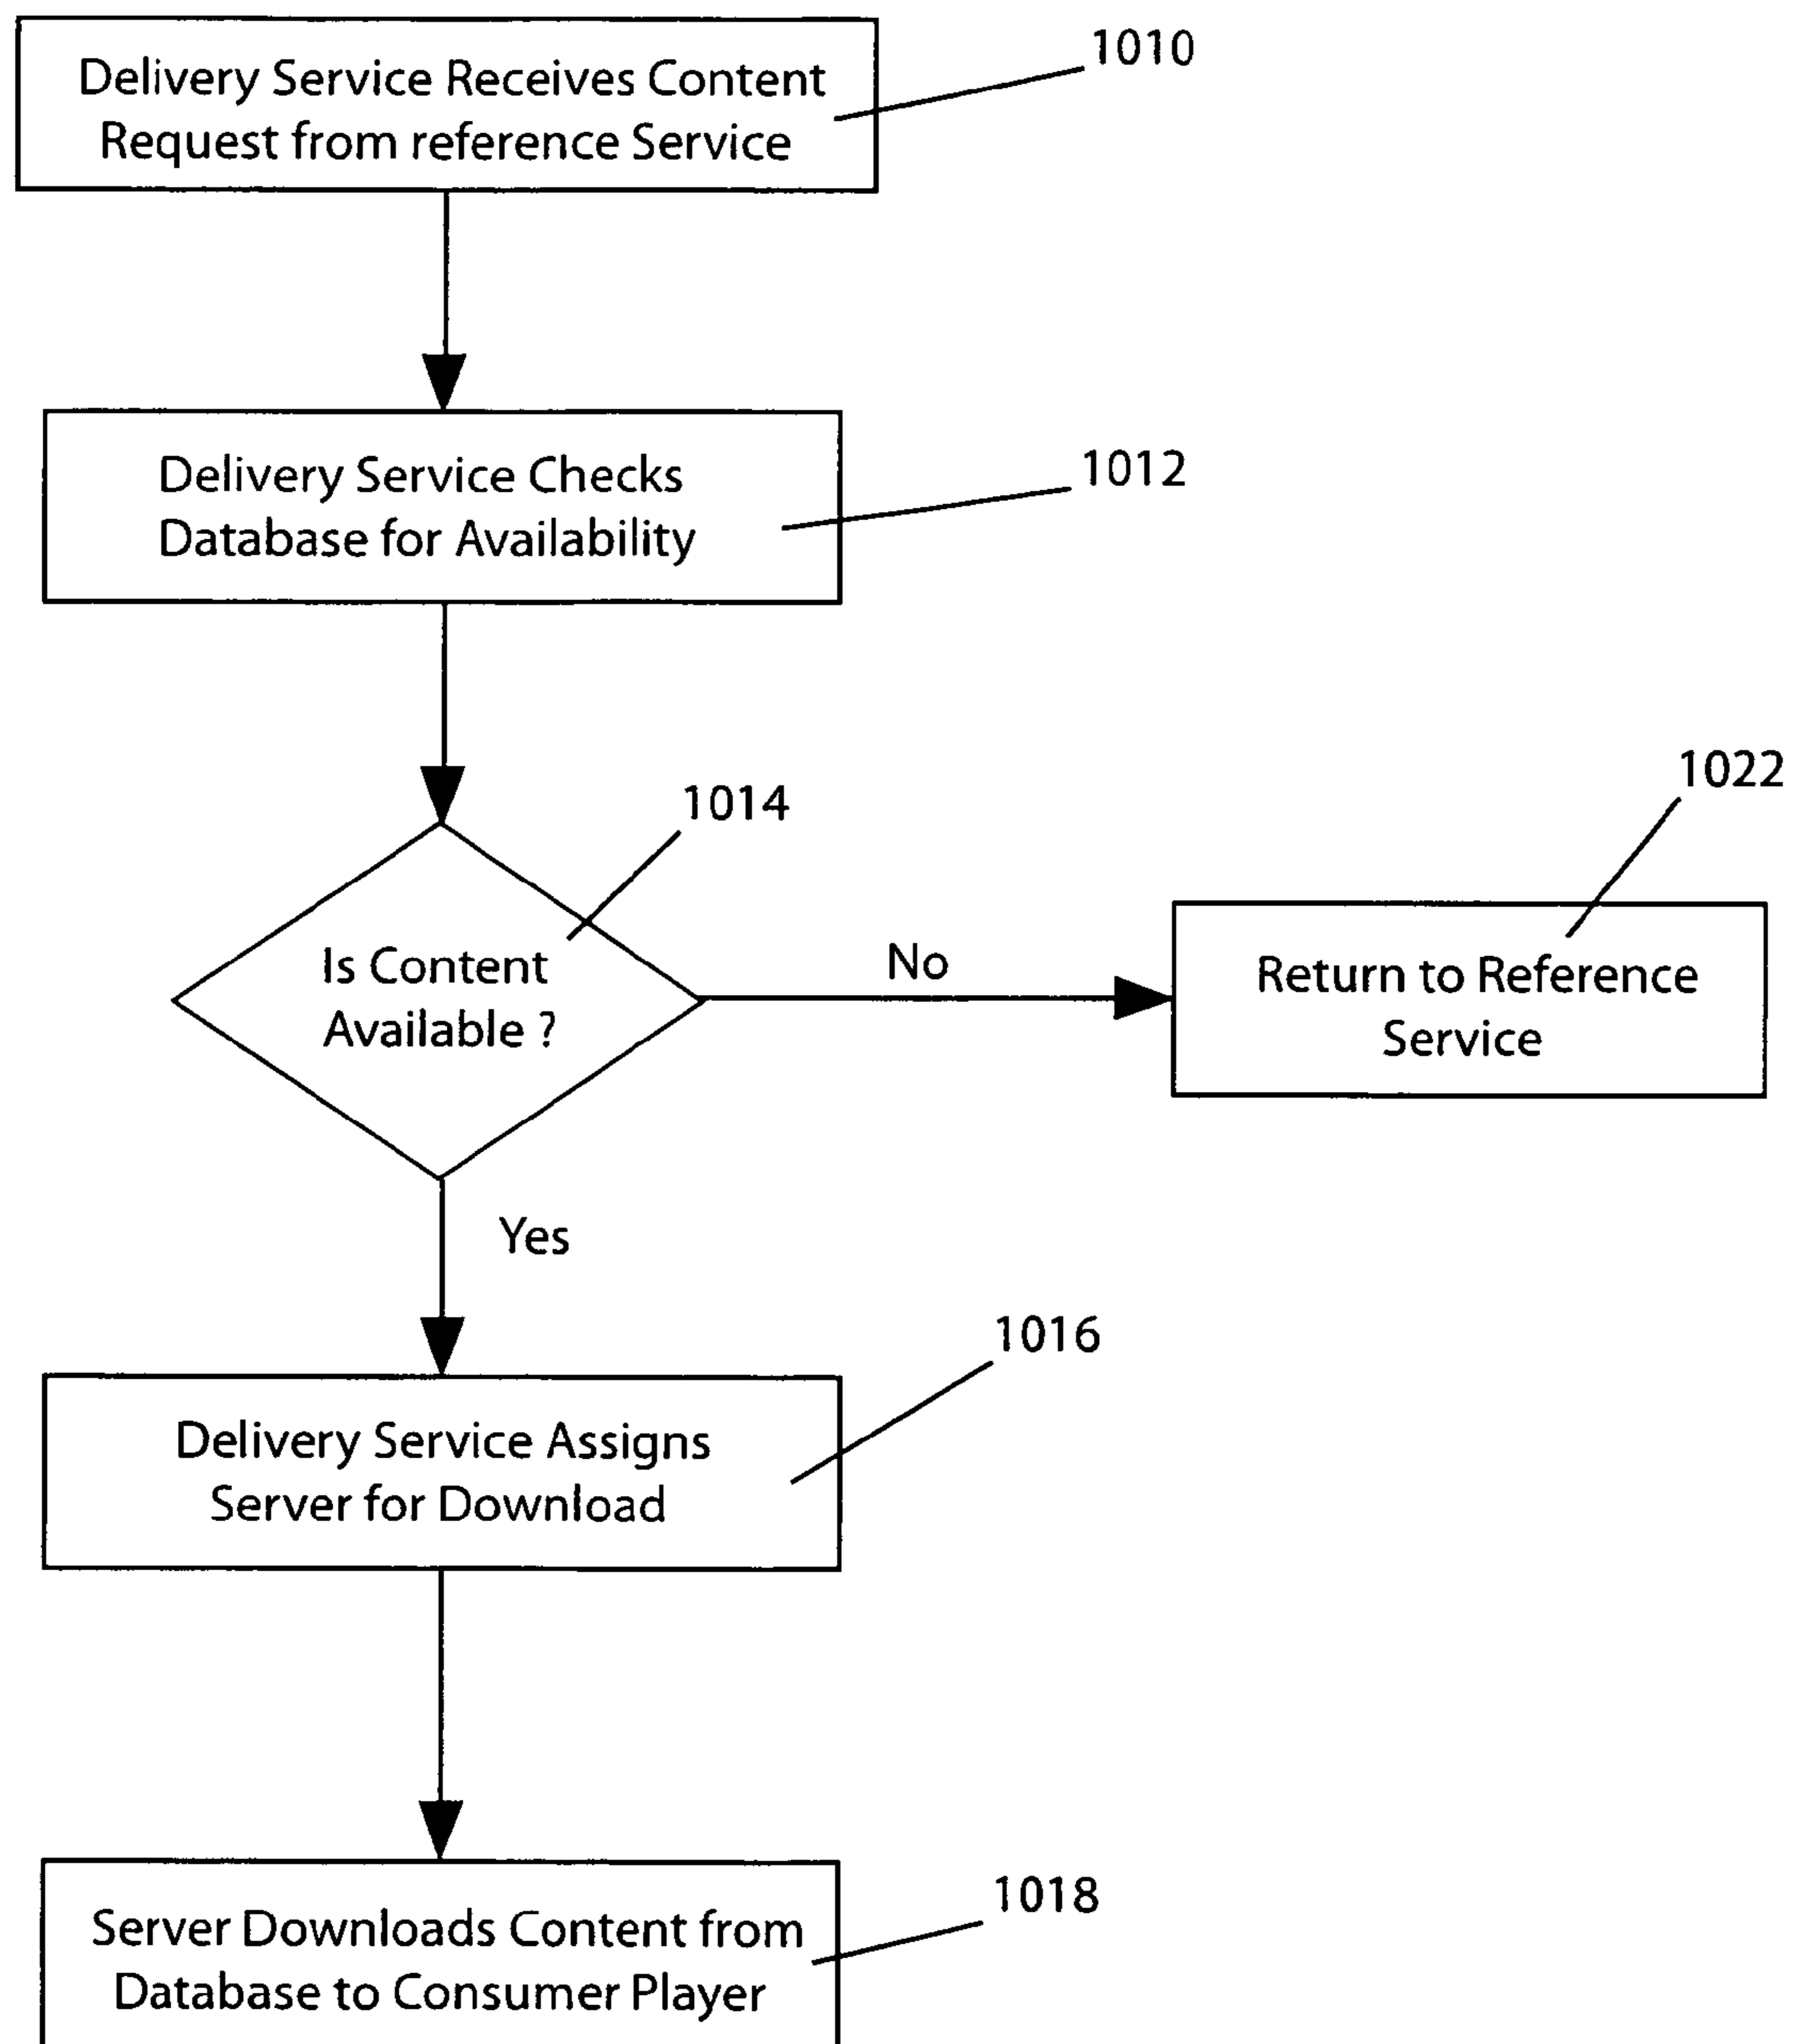 Delivery Service Receives Content
Request from reference Service
1010
Delivery Service Checks
Database for Availability
1012
1014
Is Content
Available ?
No
1022
Return to Reference
Service
Yes
1016
Delivery Service Assigns
Server for Download
1018
Server Downloads Content from
Database to Consumer Player